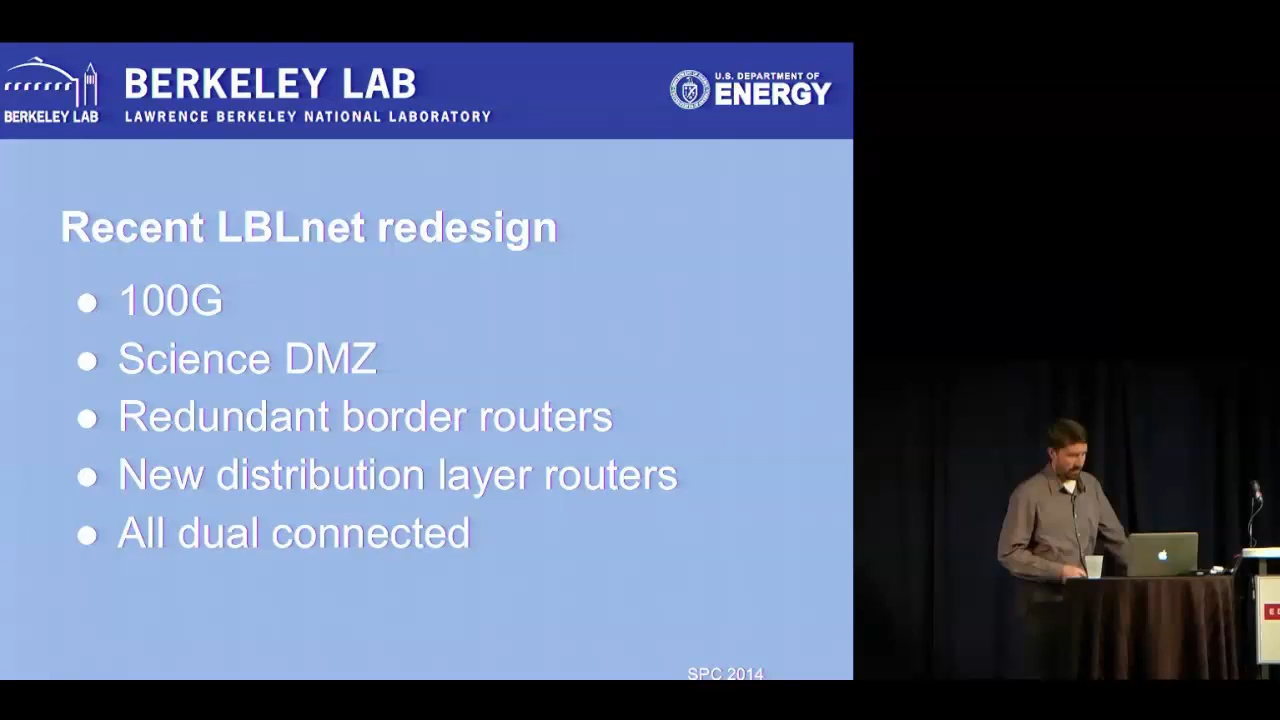 BERKELEY LAB
BERKELEY LAB
LAWRENCE BERKELEY NATIONAL LABORATORY
U.S. DEPARTMENT OF
ENERGY
Recent LBLnet redesign
● 100G
● Science DMZ
● Redundant border routers
● New distribution layer routers
● All dual connected
SPC 2014